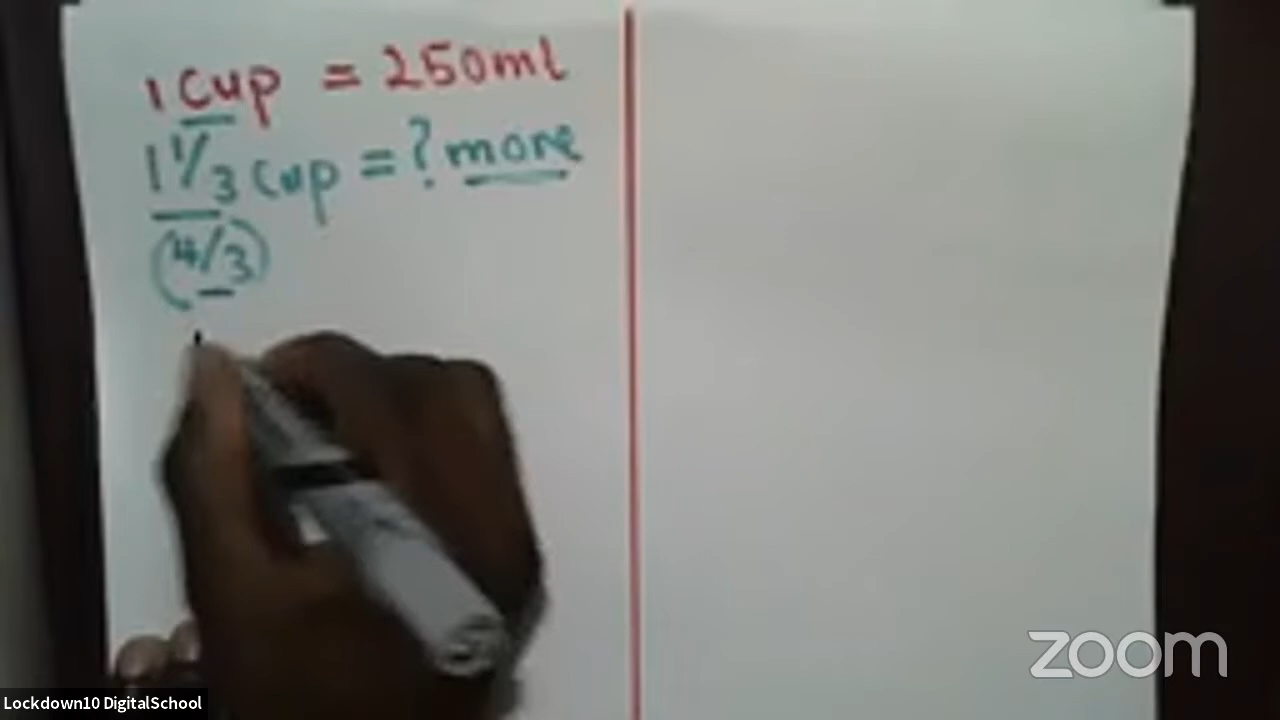 1 Cup = 250ml
1 1/3 Cup = ? more
(4/3)
zoom
Lockdown10 DigitalSchool